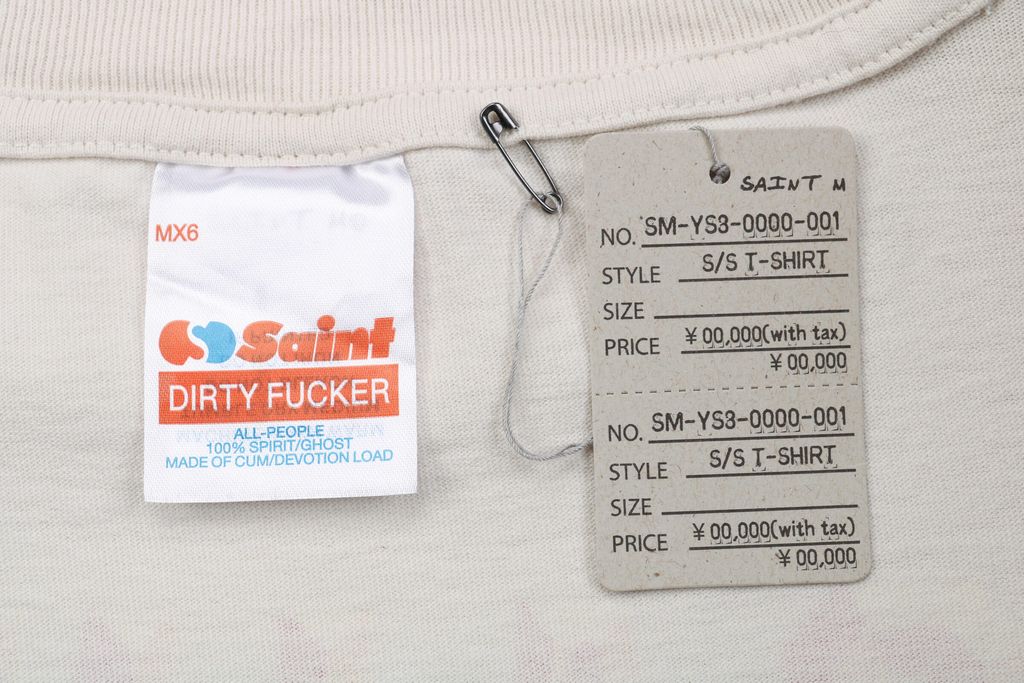 MX6
Saint
DIRTY FUCKER
ALL-PEOPLE
100% SPIRIT/GHOST
MADE OF CUM/DEVOTION LOAD
SAINT M
NO. SM-YS3-0000-001
STYLE S/S T-SHIRT
SIZE
PRICE ¥00,000(with tax)
¥00,000
NO. SM-YS3-0000-001
STYLE S/S T-SHIRT
SIZE
PRICE ¥00,000(with tax)
¥00,000